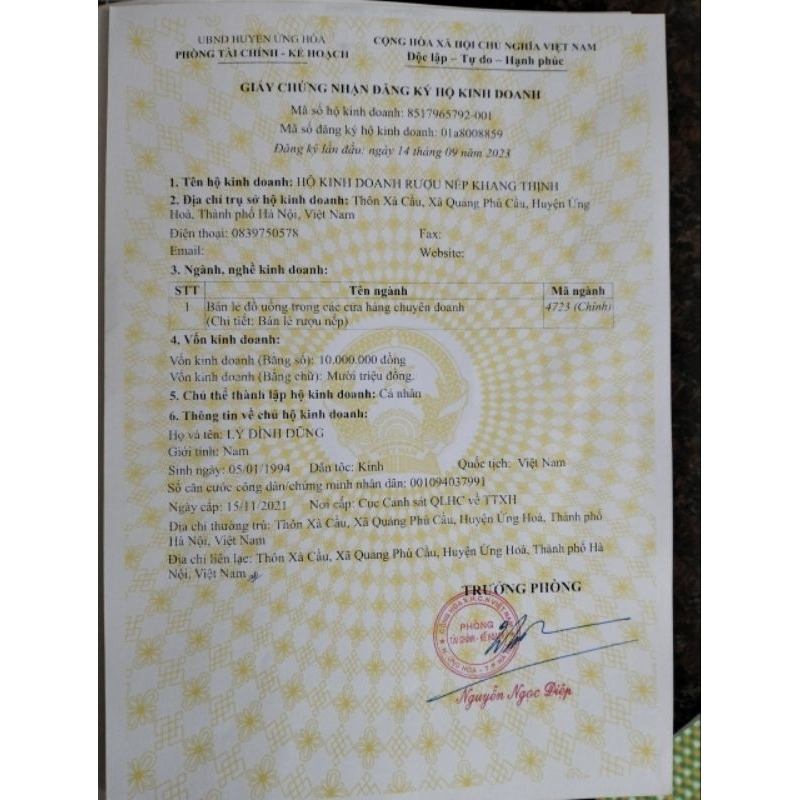 UBND HUYỆN ỨNG HÒA
PHÒNG TÀI CHÍNH - KẾ HOẠCH
CỘNG HÒA XÃ HỘI CHỦ NGHĨA VIỆT NAM
Độc lập – Tự do – Hạnh phúc
GIẤY CHỨNG NHẬN ĐĂNG KÝ HỘ KINH DOANH
Mã số hộ kinh doanh: 8517965792-001
Mã số đăng ký hộ kinh doanh: 01a8008859
Đăng ký lần đầu: ngày 14 tháng 09 năm 2023
1. Tên hộ kinh doanh: HỘ KINH DOANH RƯỢU NẾP KHANG THỊNH
2. Địa chỉ trụ sở hộ kinh doanh: Thôn Xà Cầu, Xã Quảng Phú Cầu, Huyện Ứng
Hoà, Thành phố Hà Nội, Việt Nam
Điện thoại: 0839750578 Fax:
Email: Website:
3. Ngành, nghề kinh doanh:
STT Tên ngành Mã ngành
1 Bán lẻ đồ uống trong các cửa hàng chuyên doanh 4723 (Chính)
(Chi tiết: Bán lẻ rượu nếp)
4. Vốn kinh doanh:
Vốn kinh doanh (Bằng số): 10.000.000 đồng
Vốn kinh doanh (Bằng chữ): Mười triệu đồng.
5. Chủ thể thành lập hộ kinh doanh: Cá nhân
6. Thông tin về chủ hộ kinh doanh:
Họ và tên: LÝ ĐÌNH DŨNG
Giới tính: Nam
Sinh ngày: 05/01/1994 Dân tộc: Kinh Quốc tịch: Việt Nam
Số căn cước công dân/chứng minh nhân dân: 001094037991
Ngày cấp: 15/11/2021 Nơi cấp: Cục Cảnh sát QLHC về TTXH
Địa chỉ thường trú: Thôn Xà Cầu, Xã Quảng Phú Cầu, Huyện Ứng Hoà, Thành phố
Hà Nội, Việt Nam
Địa chỉ liên lạc: Thôn Xà Cầu, Xã Quảng Phú Cầu, Huyện Ứng Hoà, Thành phố Hà
Nội, Việt Nam
TRƯỞNG PHÒNG
PHÒNG
TÀI CHÍNH - KẾ
Nguyễn Ngọc Điệp